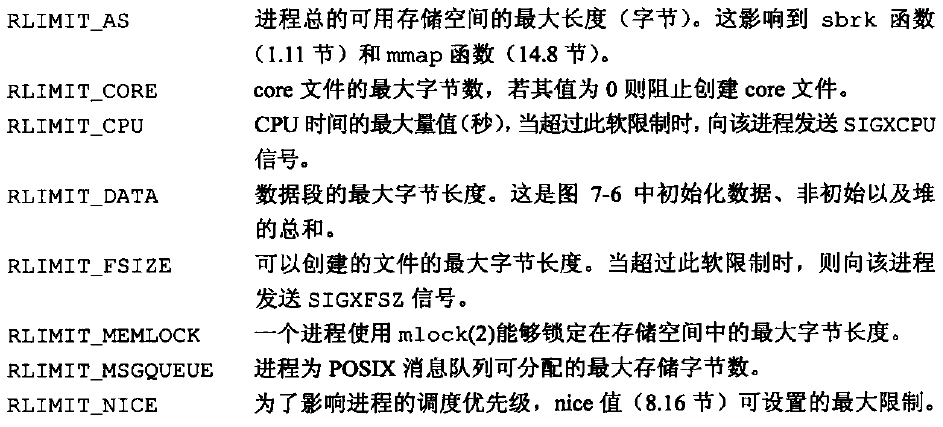 RLIMIT_AS 进程总的可用存储空间的最大长度（字节）。这影响到 sbrk 函数
（1.11 节）和 mmap 函数（14.8 节）。
RLIMIT_CORE core 文件的最大字节数，若其值为 0 则阻止创建 core 文件。
RLIMIT_CPU CPU 时间的最大量值（秒），当超过此软限制时，向该进程发送 SIGXCPU
信号。
RLIMIT_DATA 数据段的最大字节长度。这是图 7-6 中初始化数据、非初始以及堆
的总和。
RLIMIT_FSIZE 可以创建的文件的最大字节长度。当超过此软限制时，则向该进程
发送 SIGXFSZ 信号。
RLIMIT_MEMLOCK 一个进程使用 mlock(2)能够锁定在存储空间中的最大字节长度。
RLIMIT_MSGQUEUE 进程为 POSIX 消息队列可分配的最大存储字节数。
RLIMIT_NICE 为了影响进程的调度优先级，nice 值（8.16 节）可设置的最大限制。